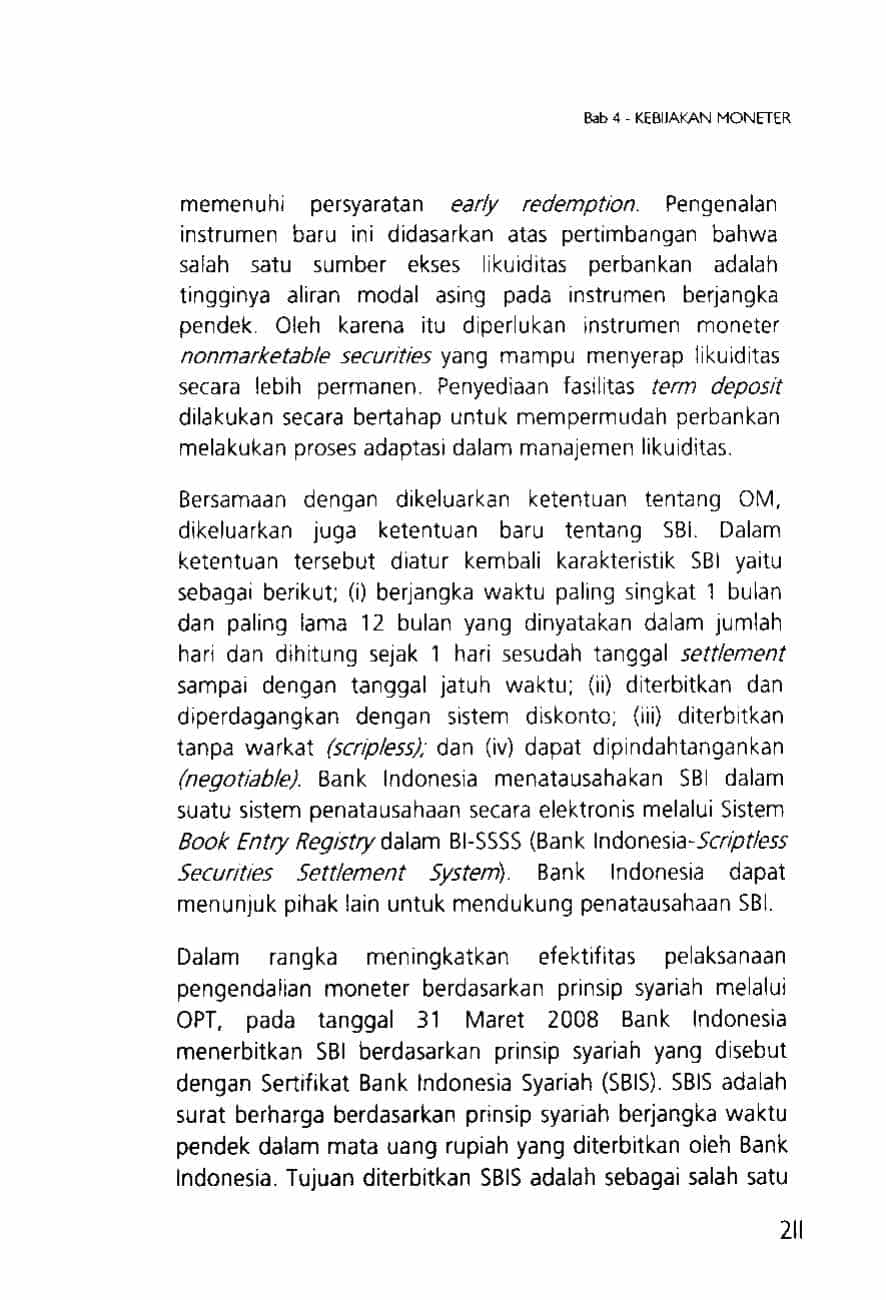 Bab 4 - KEBIJAKAN MONETER
memenuhi persyaratan early redemption. Pengenalan
instrumen baru ini didasarkan atas pertimbangan bahwa
salah satu sumber ekses likuiditas perbankan adalah
tingginya aliran modal asing pada instrumen berjangka
pendek. Oleh karena itu diperlukan instrumen moneter
nonmarketable securities yang mampu menyerap likuiditas
secara lebih permanen. Penyediaan fasilitas term deposit
dilakukan secara bertahap untuk mempermudah perbankan
melakukan proses adaptasi dalam manajemen likuiditas.
Bersamaan dengan dikeluarkan ketentuan tentang OM,
dikeluarkan juga ketentuan baru tentang SBI. Dalam
ketentuan tersebut diatur kembali karakteristik SBI yaitu
sebagai berikut; (i) berjangka waktu paling singkat 1 bulan
dan paling lama 12 bulan yang dinyatakan dalam jumlah
hari dan dihitung sejak 1 hari sesudah tanggal settlement
sampai dengan tanggal jatuh waktu; (ii) diterbitkan dan
diperdagangkan dengan sistem diskonto; (iii) diterbitkan
tanpa warkat (scripless); dan (iv) dapat dipindahtangankan
(negotiable). Bank Indonesia menatausahakan SBI dalam
suatu sistem penatausahaan secara elektronis melalui Sistem
Book Entry Registry dalam BI-SSSS (Bank Indonesia-Scriptless
Securities Settlement System). Bank Indonesia dapat
menunjuk pihak lain untuk mendukung penatausahaan SBI.
Dalam rangka meningkatkan efektifitas pelaksanaan
pengendalian moneter berdasarkan prinsip syariah melalui
OPT, pada tanggal 31 Maret 2008 Bank Indonesia
menerbitkan SBI berdasarkan prinsip syariah yang disebut
dengan Sertifikat Bank Indonesia Syariah (SBIS). SBIS adalah
surat berharga berdasarkan prinsip syariah berjangka waktu
pendek dalam mata uang rupiah yang diterbitkan oleh Bank
Indonesia. Tujuan diterbitkan SBIS adalah sebagai salah satu
211